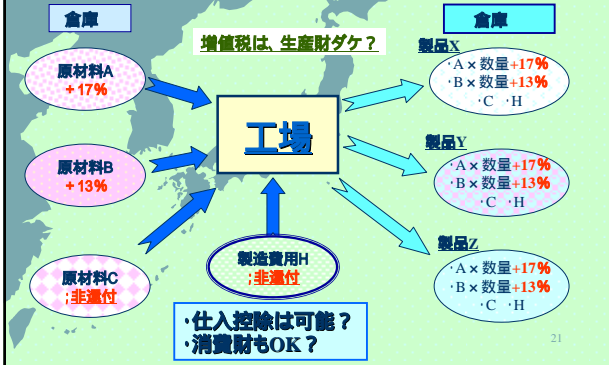 倉庫
倉庫
増値税は、生産財ダケ？
製品X
原材料A
+17%
·A×数量+17%
·B×数量+13%
·C ·H
工場
製品Y
原材料B
+13%
·A×数量+17%
·B×数量+13%
·C ·H
製品Z
製造費用H
;非還付
原材料C
;非還付
·A×数量+17%
·B×数量+13%
·C ·H
·仕入控除は可能？
·消費財もOK？
21